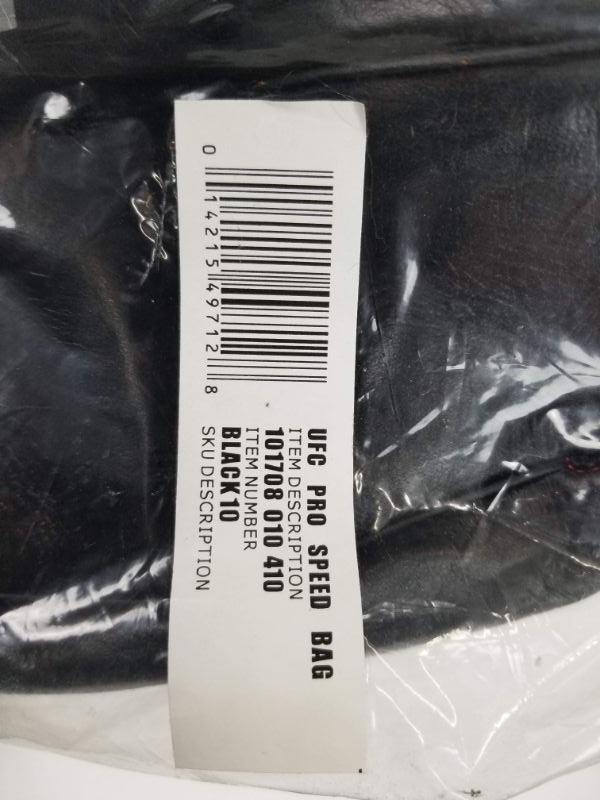 0 14215 49712 8
UFC PRO SPEED BAG
ITEM DESCRIPTION
101708 010 410
ITEM NUMBER
BLACK10
SKU DESCRIPTION